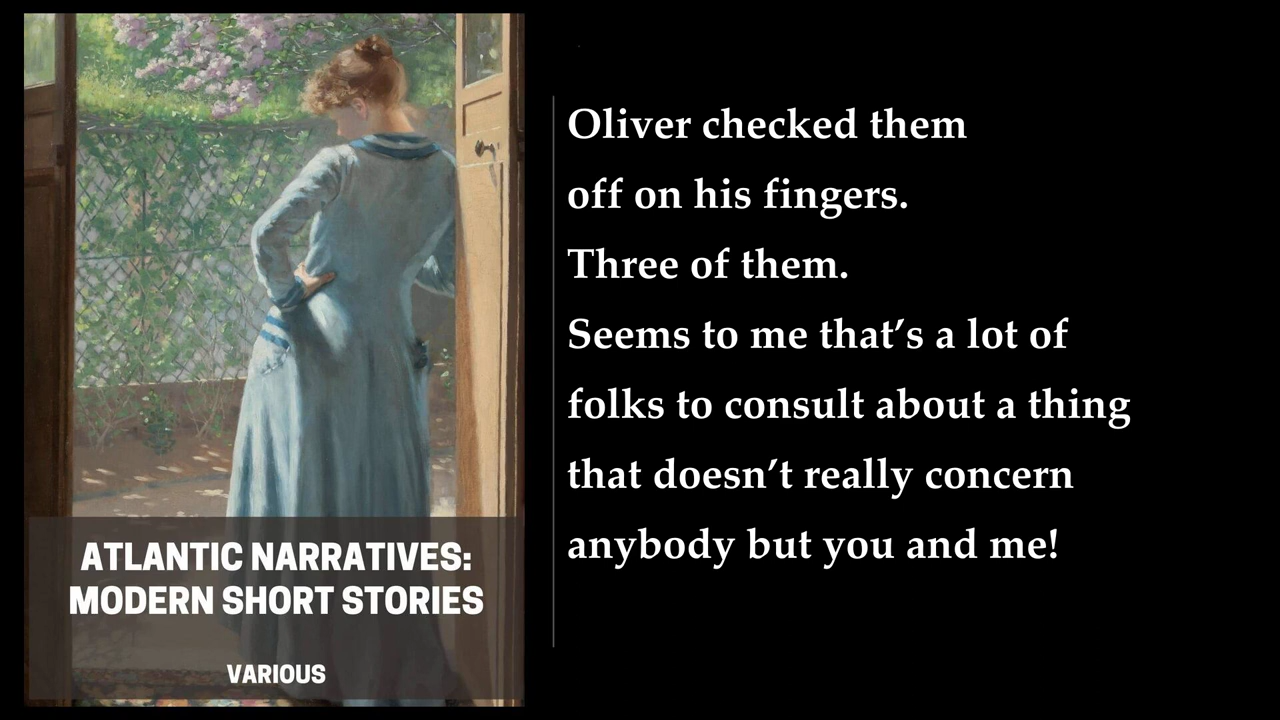 ATLANTIC NARRATIVES:
MODERN SHORT STORIES
VARIOUS
Oliver checked them
off on his fingers.
Three of them.
Seems to me that’s a lot of
folks to consult about a thing
that doesn’t really concern
anybody but you and me!